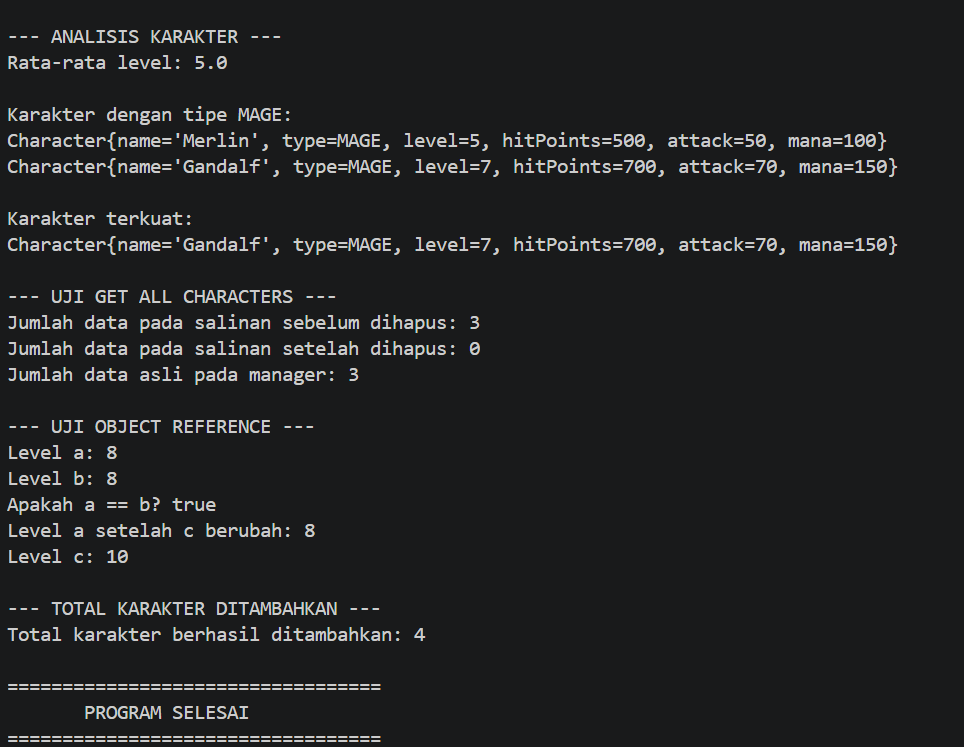 --- ANALISIS KARAKTER ---
Rata-rata level: 5.0
Karakter dengan tipe MAGE:
Character{name='Merlin', type=MAGE, level=5, hitPoints=500, attack=50, mana=100}
Character{name='Gandalf', type=MAGE, level=7, hitPoints=700, attack=70, mana=150}
Karakter terkuat:
Character{name='Gandalf', type=MAGE, level=7, hitPoints=700, attack=70, mana=150}
--- UJI GET ALL CHARACTERS ---
Jumlah data pada salinan sebelum dihapus: 3
Jumlah data pada salinan setelah dihapus: 0
Jumlah data asli pada manager: 3
--- UJI OBJECT REFERENCE ---
Level a: 8
Level b: 8
Apakah a == b? true
Level a setelah c berubah: 8
Level c: 10
--- TOTAL KARAKTER DITAMBAHKAN ---
Total karakter berhasil ditambahkan: 4
==================================
PROGRAM SELESAI
==================================